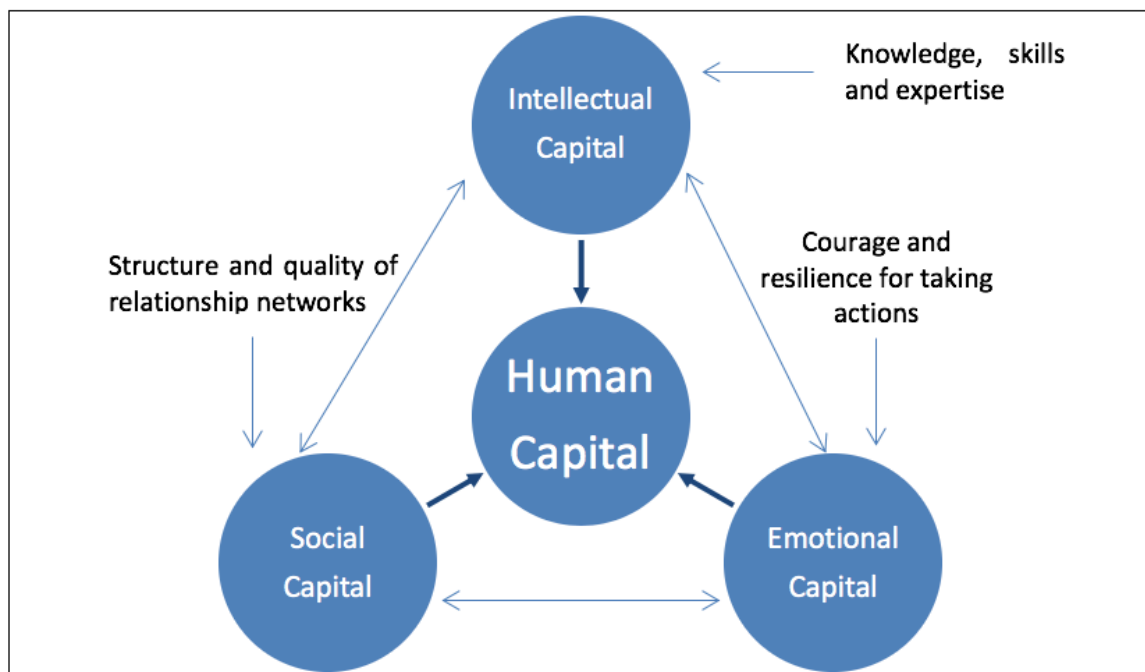 Intellectual
Capital
Knowledge, skills
and expertise
Structure and quality of
relationship networks
Courage and
resilience for taking
actions
Human
Capital
Social
Capital
Emotional
Capital